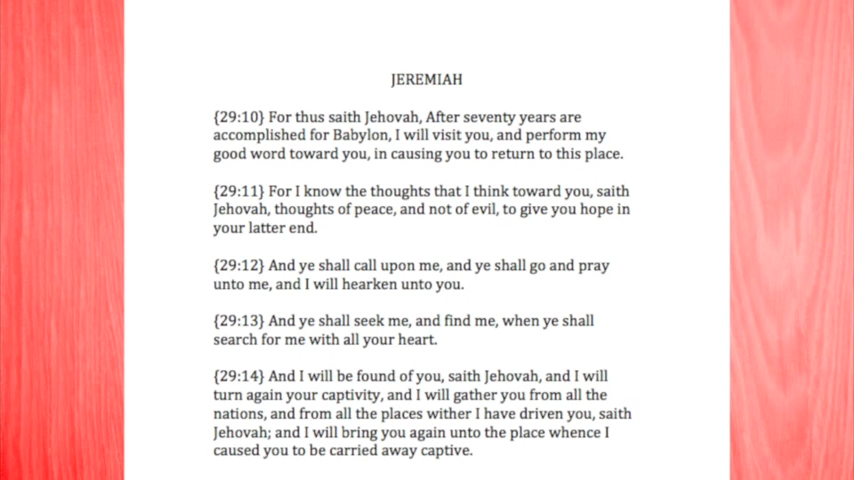 JEREMIAH
{29:10} For thus saith Jehovah, After seventy years are
accomplished for Babylon, I will visit you, and perform my
good word toward you, in causing you to return to this place.
{29:11} For I know the thoughts that I think toward you, saith
Jehovah, thoughts of peace, and not of evil, to give you hope in
your latter end.
{29:12} And ye shall call upon me, and ye shall go and pray
unto me, and I will hearken unto you.
{29:13} And ye shall seek me, and find me, when ye shall
search for me with all your heart.
{29:14} And I will be found of you, saith Jehovah, and I will
turn again your captivity, and I will gather you from all the
nations, and from all the places wither I have driven you, saith
Jehovah; and I will bring you again unto the place whence I
caused you to be carried away captive.